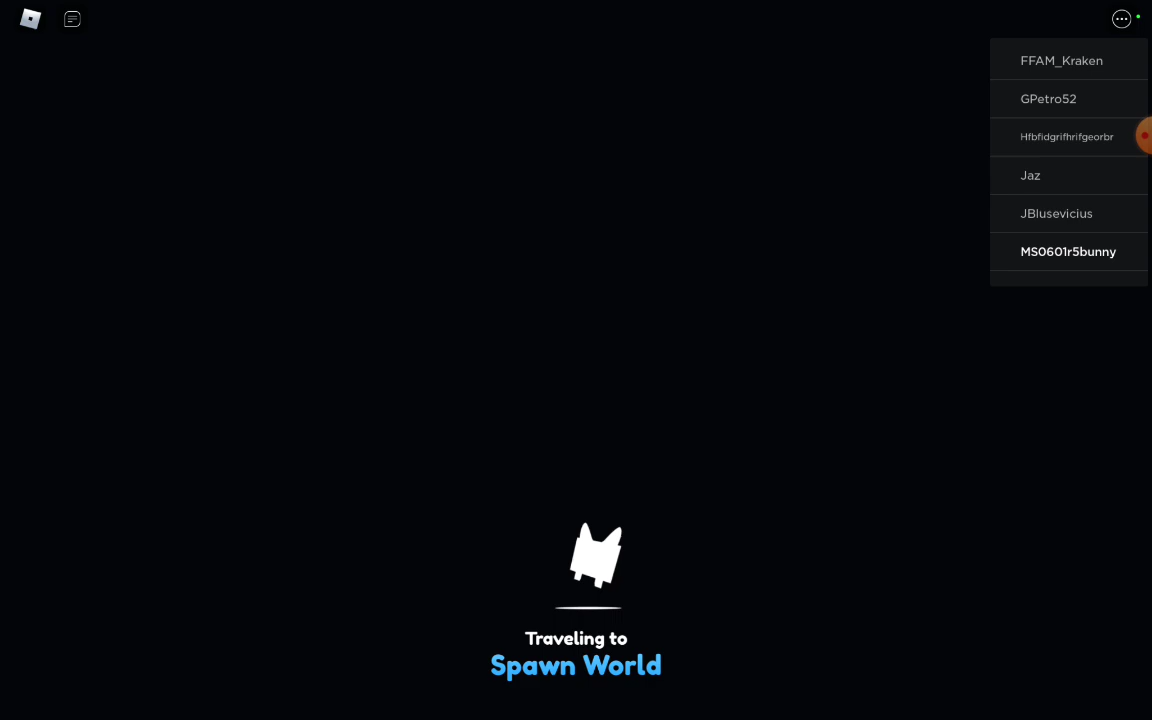 FFAM_Kraken
GPetro52
Hfbfidgrifhrifgeorbr
Jaz
JBlusevicius
MS0601r5bunny
Traveling to
Spawn World